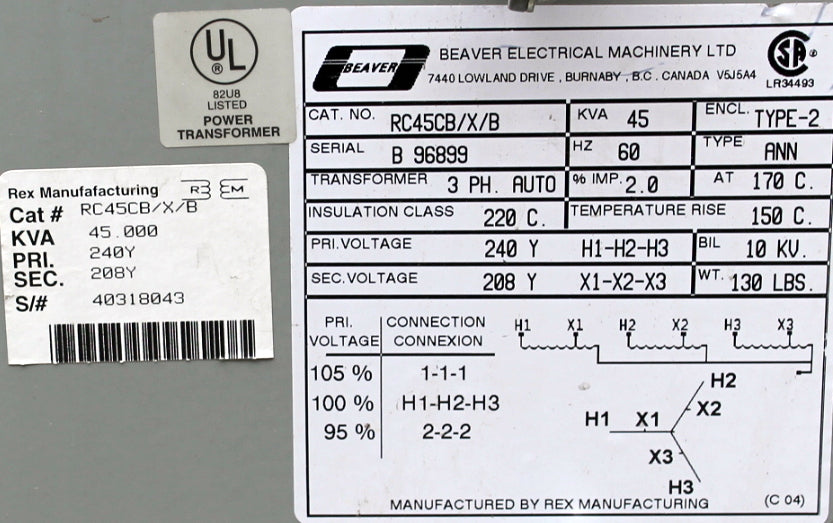 UL
®
82U8
LISTED
POWER
TRANSFORMER
Rex Manufafacturing
Cat # RC45CB/X/B
KVA 45.000
PRI. 240Y
SEC. 208Y
S/# 40318043
BEAVER
BEAVER ELECTRICAL MACHINERY LTD
7440 LOWLAND DRIVE , BURNABY , B.C. CANADA V5J5A4
LR34493
CAT. NO. RC45CB/X/B KVA 45 ENCL. TYPE-2
SERIAL B 96899 HZ 60 TYPE ANN
TRANSFORMER 3 PH. AUTO % IMP. 2.0 AT 170 C.
INSULATION CLASS 220 C. TEMPERATURE RISE 150 C.
PRI.VOLTAGE 240 Y H1-H2-H3 BIL 10 KV.
SEC.VOLTAGE 208 Y X1-X2-X3 WT. 130 LBS.
PRI. VOLTAGE CONNECTION CONNEXION
105 % 1-1-1
100 % H1-H2-H3
95 % 2-2-2
H1 X1 H2 X2 H3 X3
H2
X2
H1 X1
X3
H3
MANUFACTURED BY REX MANUFACTURING (C 04)